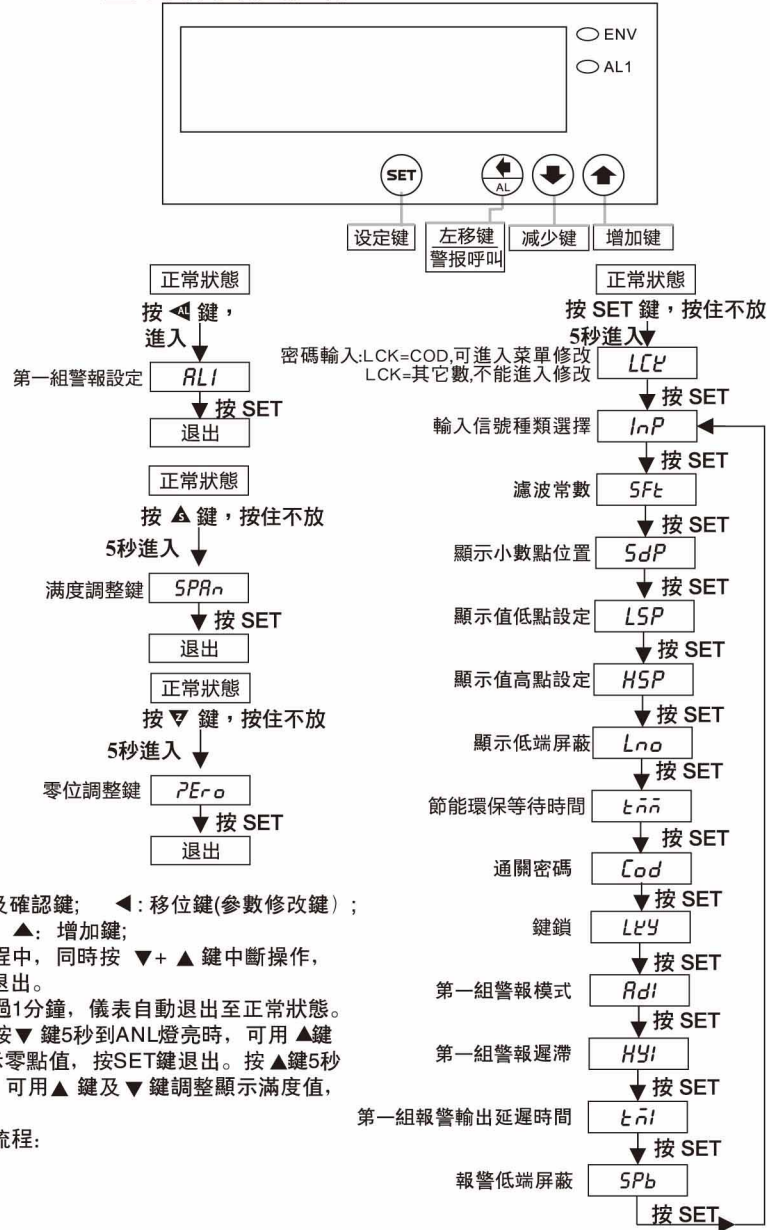 ENV
AL1
SET
AL
设定键
左移键
警报呼叫
减少键
增加键
正常狀態
按 AL 鍵，
進入
第一組警報設定 AL1
按 SET
退出
正常狀態
按 S 鍵，按住不放
5秒進入
满度調整鍵 SPAn
按 SET
退出
正常狀態
按 Z 鍵，按住不放
5秒進入
零位調整鍵 ZEro
按 SET
退出
正常狀態
按 SET 鍵，按住不放
5秒進入
密碼輸入:LCK=COD,可進入菜單修改
LCK=其它數,不能進入修改
LCK
按 SET
輸入信號種類選擇 InP
按 SET
濾波常數 SFt
按 SET
顯示小數點位置 SdP
按 SET
顯示值低點設定 LSP
按 SET
顯示值高點設定 HSP
按 SET
顯示低端屏蔽 Lno
按 SET
節能環保等待時間 tmm
按 SET
通關密碼 Cod
按 SET
鍵鎖 LKY
按 SET
第一組警報模式 Ad1
按 SET
第一組警報遲滯 HY1
按 SET
第一組報警輸出延遲時間 tm1
按 SET
報警低端屏蔽 SPb
按 SET
及確認鍵; ◀: 移位鍵(參數修改鍵）;
▲: 增加鍵;
程中, 同時按 ▼+ ▲ 鍵中斷操作,
退出。
過1分鐘, 儀表自動退出至正常狀態。
按▼ 鍵5秒到ANL燈亮時, 可用 ▲鍵
零點值, 按SET鍵退出。按 ▲鍵5秒
可用▲ 鍵及 ▼ 鍵調整顯示滿度值,
流程: